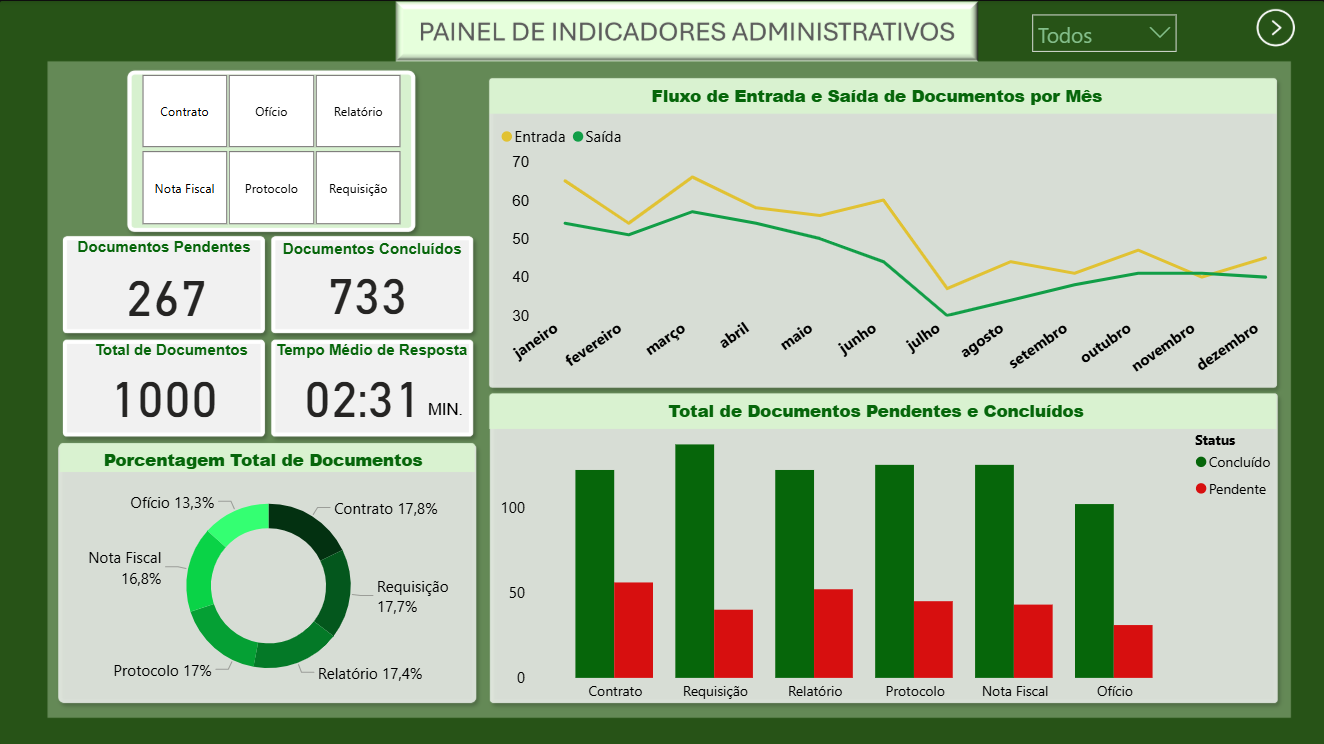 PAINEL DE INDICADORES ADMINISTRATIVOS
Todos
Contrato
Ofício
Relatório
Nota Fiscal
Protocolo
Requisição
Documentos Pendentes
267
Documentos Concluídos
733
Total de Documentos
1000
Tempo Médio de Resposta
02:31 MIN.
Porcentagem Total de Documentos
Ofício 13,3%
Contrato 17,8%
Nota Fiscal
16,8%
Requisição
17,7%
Protocolo 17%
Relatório 17,4%
Fluxo de Entrada e Saída de Documentos por Mês
Entrada
Saída
70
60
50
40
30
janeiro
fevereiro
março
abril
maio
junho
julho
agosto
setembro
outubro
novembro
dezembro
Total de Documentos Pendentes e Concluídos
Status
Concluído
Pendente
100
50
0
Contrato
Requisição
Relatório
Protocolo
Nota Fiscal
Ofício